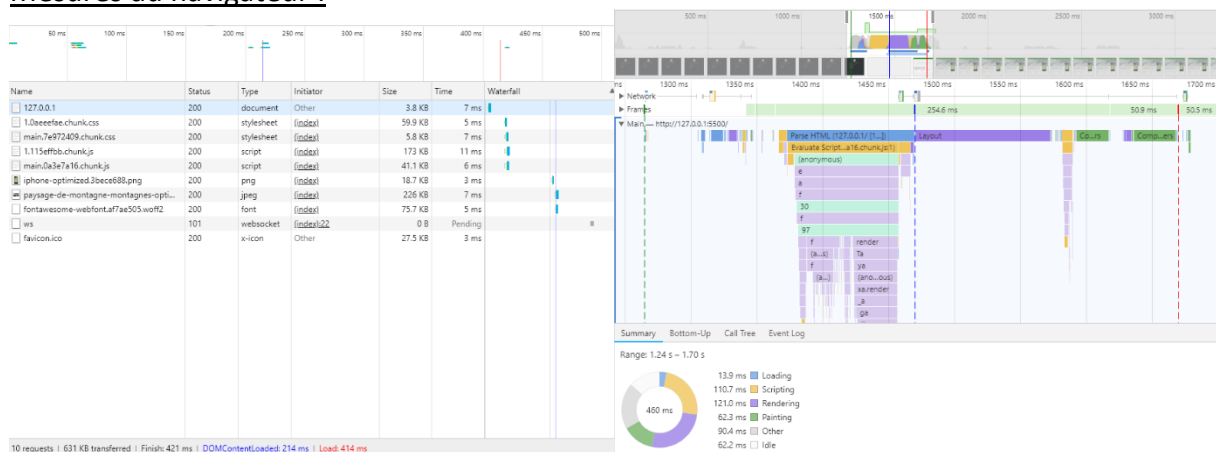 Mesures du navigateur :
50 ms 100 ms 150 ms 200 ms 250 ms 300 ms 350 ms 400 ms 450 ms 500 ms
Name Status Type Initiator Size Time Waterfall
127.0.0.1 200 document Other 3.8 KB 7 ms
1.0aeeefae.chunk.css 200 stylesheet (index) 59.9 KB 5 ms
main.7e972409.chunk.css 200 stylesheet (index) 5.8 KB 7 ms
1.115effbb.chunk.js 200 script (index) 173 KB 11 ms
main.0a3e7a16.chunk.js 200 script (index) 41.1 KB 6 ms
iphone-optimized.3bece688.png 200 png (index) 18.7 KB 3 ms
paysage-de-montagne-montagnes-opti... 200 jpeg (index) 226 KB 7 ms
fontawesome-webfont.af7ae505.woff2 200 font (index) 75.7 KB 5 ms
ws 101 websocket (index):22 0 B Pending
favicon.ico 200 x-icon Other 27.5 KB 3 ms
10 requests | 631 KB transferred | Finish: 421 ms | DOMContentLoaded: 214 ms | Load: 414 ms
500 ms 1000 ms 1500 ms 2000 ms 2500 ms 3000 ms
ms 1300 ms 1350 ms 1400 ms 1450 ms 1500 ms 1550 ms 1600 ms 1650 ms 1700 ms
Network
Frames 254.6 ms 50.9 ms 50.5 ms
Main — http://127.0.0.1:5500/
Parse HTML (127.0.0.1/ [1...]) Layout Co...rs Comp...ers
Evaluate Script...a16.chunk.js:1)
(anonymous)
e
a
f
30
f
97
f render
(a...s) Ta
f ya
(a...) (ano...ous)
xa.render
_a
ga
Summary Bottom-Up Call Tree Event Log
Range: 1.24 s – 1.70 s
460 ms
13.9 ms Loading
110.7 ms Scripting
121.0 ms Rendering
62.3 ms Painting
90.4 ms Other
62.2 ms Idle